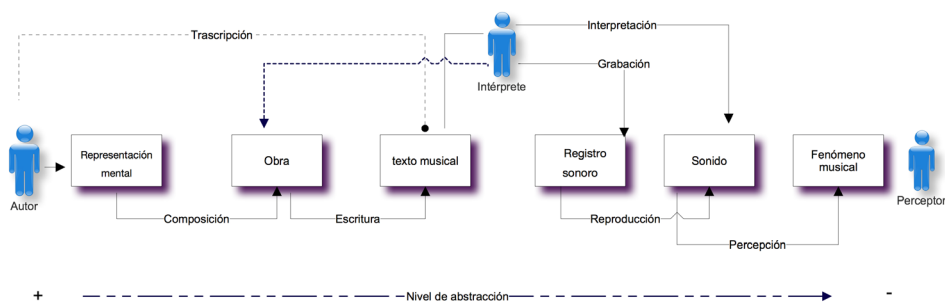 Interpretación
Trascripción
Grabación
Intérprete
Representación
mental
Obra
texto musical
Registro
sonoro
Sonido
Fenómeno
musical
Autor
Perceptor
Composición
Escritura
Reproducción
Percepción
+
Nivel de abstracción
-